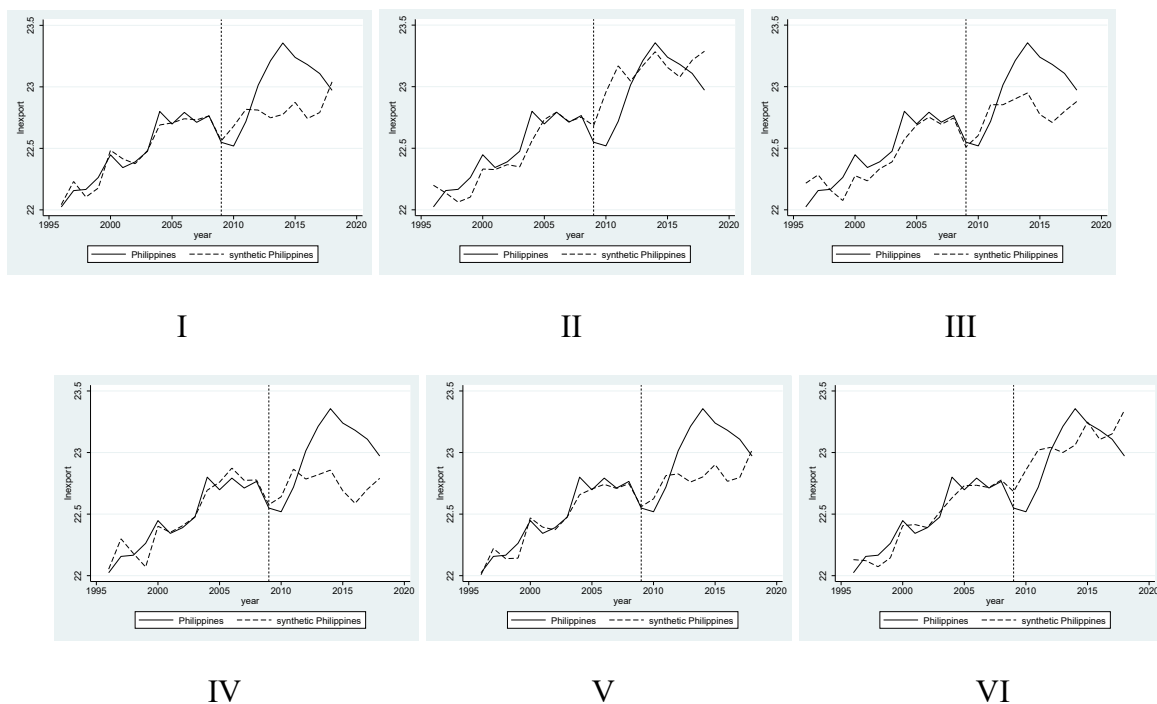 23.5 23.5 23.5
23 23 23
lnexport lnexport lnexport
22.5 22.5 22.5
22 22 22
1995 2000 2005 2010 2015 2020 1995 2000 2005 2010 2015 2020 1995 2000 2005 2010 2015 2020
year year year
Philippines synthetic Philippines Philippines synthetic Philippines Philippines synthetic Philippines
I II III
23.5 23.5 23.5
23 23 23
lnexport lnexport lnexport
22.5 22.5 22.5
22 22 22
1995 2000 2005 2010 2015 2020 1995 2000 2005 2010 2015 2020 1995 2000 2005 2010 2015 2020
year year year
Philippines synthetic Philippines Philippines synthetic Philippines Philippines synthetic Philippines
IV V VI